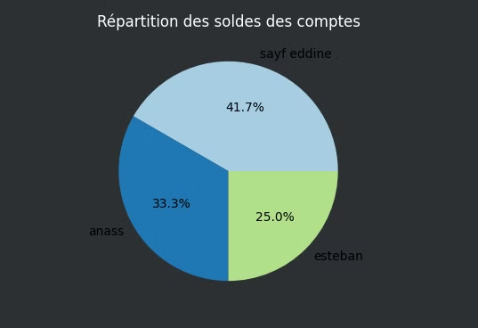 Répartition des soldes des comptes
sayf eddine
41.7%
33.3%
anass
25.0%
esteban